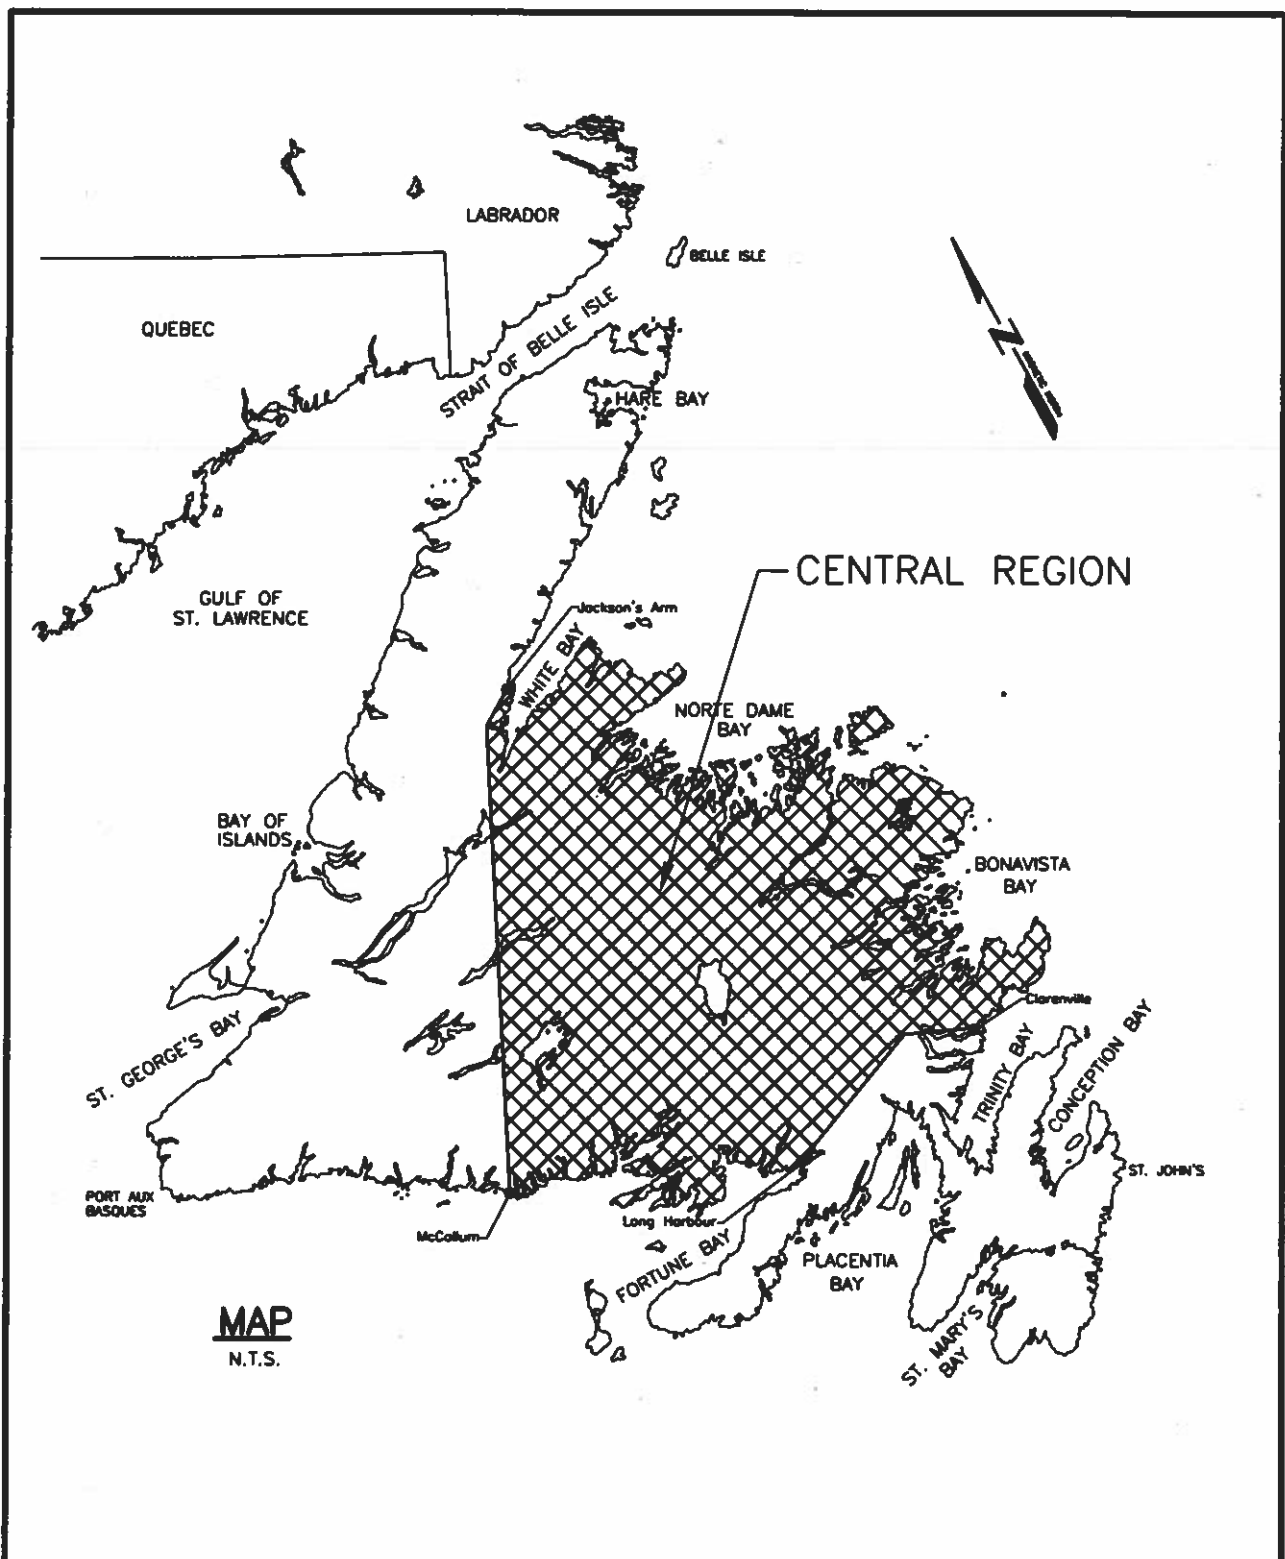 LABRADOR
BELLE ISLE
QUEBEC
STRAIT OF BELLE ISLE
N
HARE BAY
CENTRAL REGION
GULF OF
ST. LAWRENCE
Jackson's Arm
WHITE BAY
NORTE DAME
BAY
BAY OF
ISLANDS
BONAVISTA
BAY
Clarenville
ST. GEORGE'S BAY
TRINITY BAY
CONCEPTION BAY
ST. JOHN'S
PORT AUX
BASQUES
McCallum
Long Harbour
FORTUNE BAY
PLACENTIA
BAY
ST. MARY'S
BAY
MAP
N.T.S.